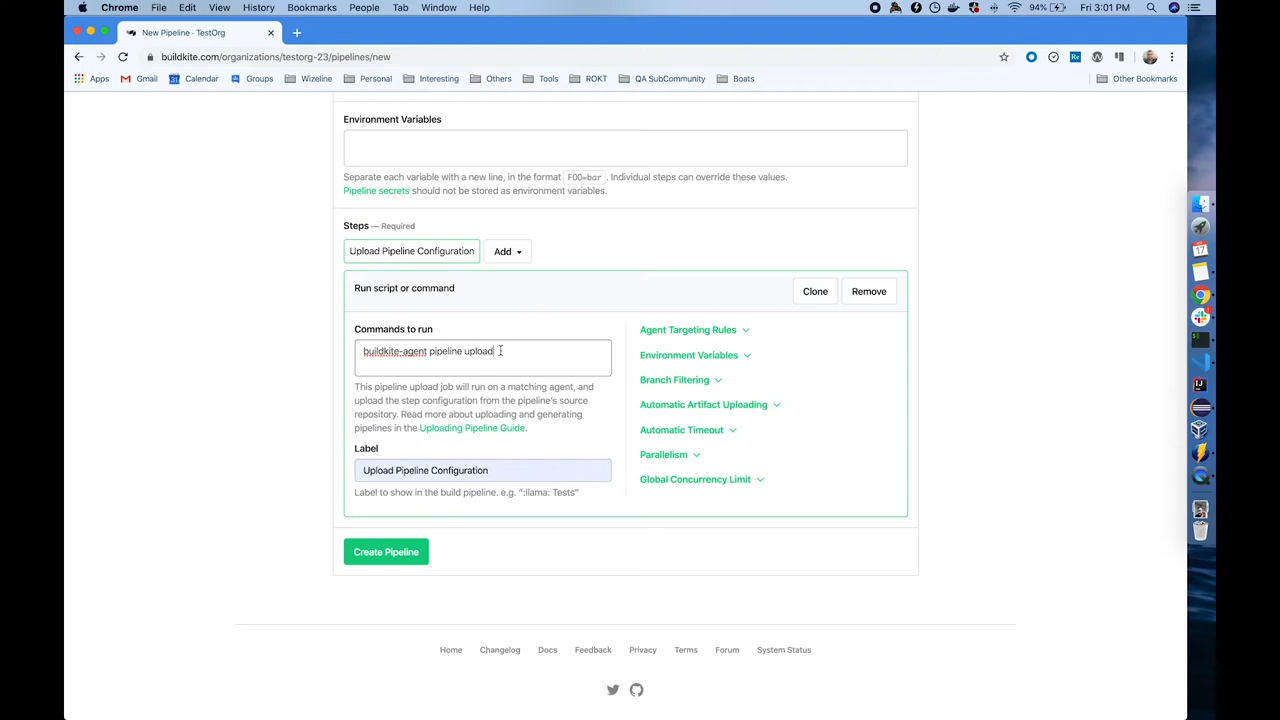 Chrome File Edit View History Bookmarks People Tab Window Help 94% Fri 3:01 PM
New Pipeline · TestOrg
buildkite.com/organizations/testorg-23/pipelines/new
Apps Gmail Calendar Groups Wizeline Personal Interesting Others Tools ROKT QA SubCommunity Boats Other Bookmarks
Environment Variables
Separate each variable with a new line, in the format FOO=bar. Individual steps can override these values.
Pipeline secrets should not be stored as environment variables.
Steps — Required
Upload Pipeline Configuration Add
Run script or command Clone Remove
Commands to run
buildkite-agent pipeline upload
This pipeline upload job will run on a matching agent, and
upload the step configuration from the pipeline's source
repository. Read more about uploading and generating
pipelines in the Uploading Pipeline Guide.
Label
Upload Pipeline Configuration
Label to show in the build pipeline. e.g. ":llama: Tests"
Agent Targeting Rules
Environment Variables
Branch Filtering
Automatic Artifact Uploading
Automatic Timeout
Parallelism
Global Concurrency Limit
Create Pipeline
Home Changelog Docs Feedback Privacy Terms Forum System Status